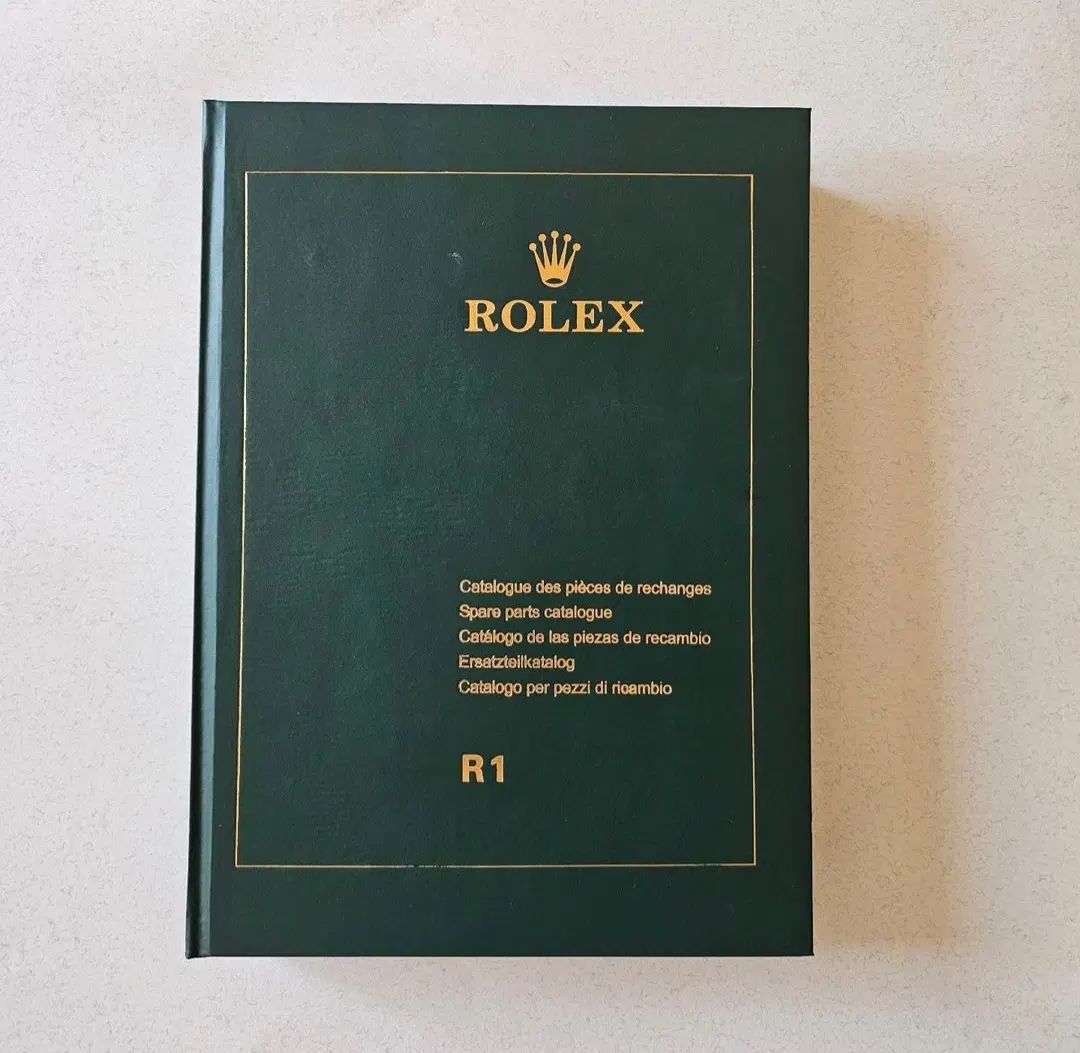 ROLEX
Catalogue des pièces de rechanges
Spare parts catalogue
Catálogo de las piezas de recambio
Ersatzteilkatalog
Catalogo per pezzi di ricambio
R1